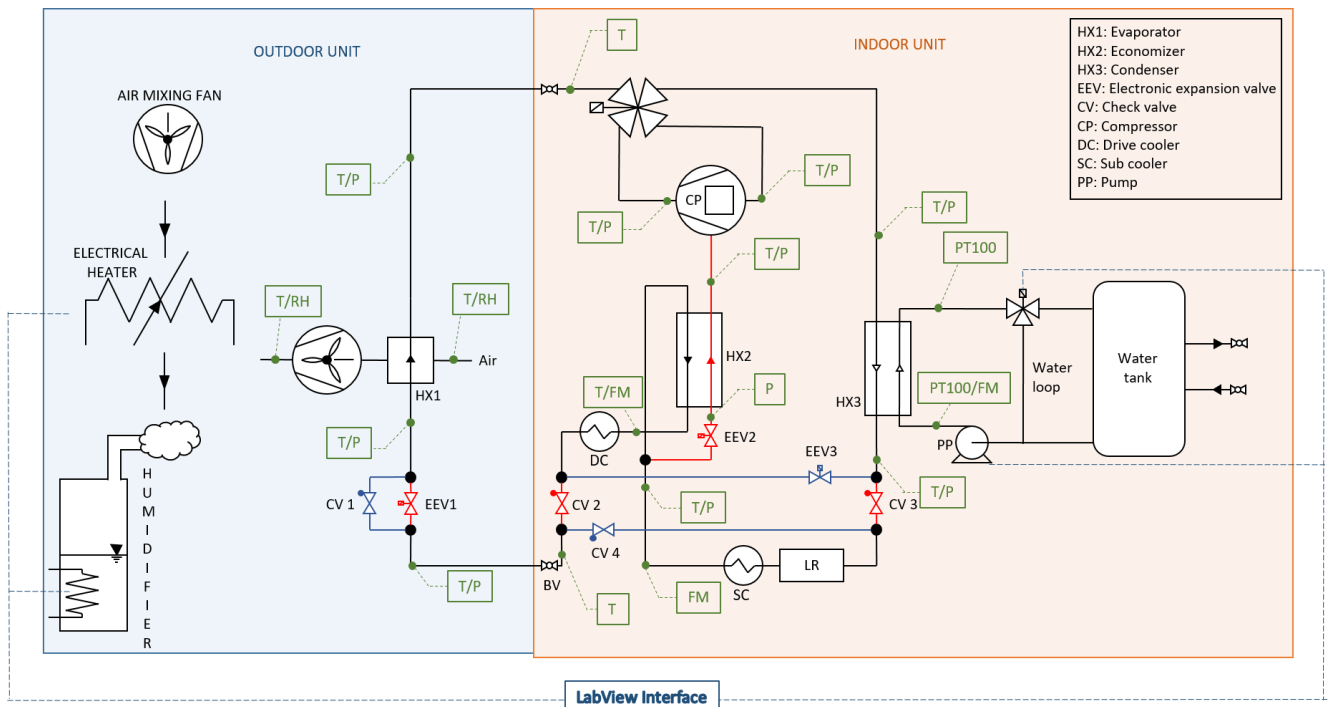 OUTDOOR UNIT
INDOOR UNIT
HX1: Evaporator
HX2: Economizer
HX3: Condenser
EEV: Electronic expansion valve
CV: Check valve
CP: Compressor
DC: Drive cooler
SC: Sub cooler
PP: Pump
T
AIR MIXING FAN
T/P
T/P
CP
T/P
T/P
T/P
PT100
ELECTRICAL
HEATER
T/RH
T/RH
Air
HX1
HX2
HX3
Water
loop
Water
tank
T/FM
P
PT100/FM
T/P
DC
EEV2
EEV3
PP
HUMIDIFIER
CV 1
EEV1
CV 2
T/P
CV 3
T/P
CV 4
T/P
BV
T
FM
SC
LR
LabView Interface